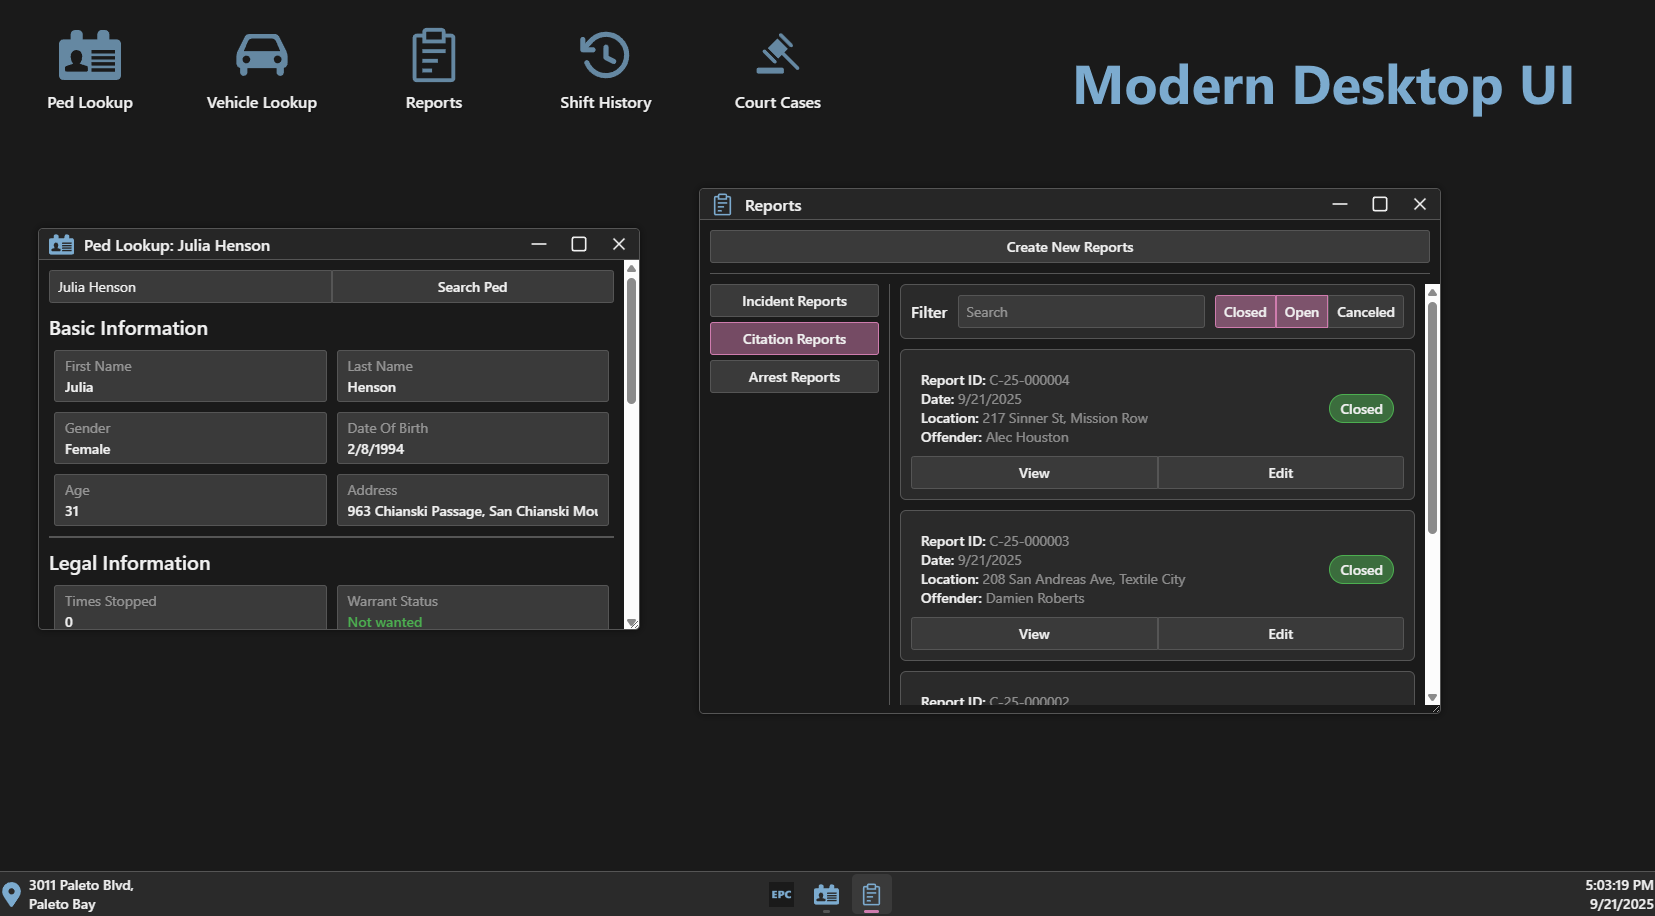 Ped Lookup
Vehicle Lookup
Reports
Shift History
Court Cases
Modern Desktop UI
Ped Lookup: Julia Henson
Julia Henson
Search Ped
Basic Information
First Name
Julia
Last Name
Henson
Gender
Female
Date Of Birth
2/8/1994
Age
31
Address
963 Chianski Passage, San Chianski Mou
Legal Information
Times Stopped
0
Warrant Status
Not wanted
Reports
Create New Reports
Incident Reports
Citation Reports
Arrest Reports
Filter
Search
Closed
Open
Canceled
Report ID: C-25-000004
Date: 9/21/2025
Location: 217 Sinner St, Mission Row
Offender: Alec Houston
Closed
View
Edit
Report ID: C-25-000003
Date: 9/21/2025
Location: 208 San Andreas Ave, Textile City
Offender: Damien Roberts
Closed
View
Edit
Report ID: C-25-000002
3011 Paleto Blvd,
Paleto Bay
EPC
5:03:19 PM
9/21/2025